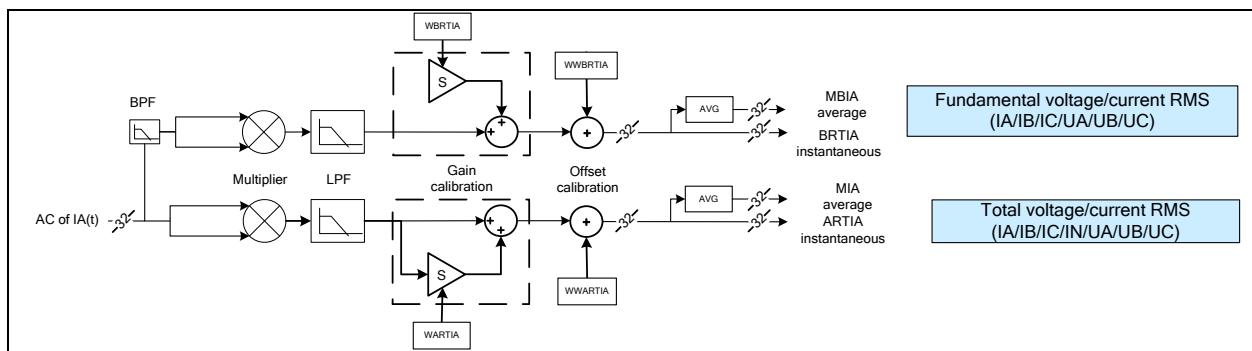 WBRTIA
S
WWBRTIA
BPF
AVG
32
MBIA
average
32
32
BRTIA
instantaneous
Fundamental voltage/current RMS
(IA/IB/IC/UA/UB/UC)
+
+
+
Multiplier
LPF
Gain
calibration
Offset
calibration
AC of IA(t)
32
+
+
+
AVG
32
MIA
average
32
32
ARTIA
instantaneous
Total voltage/current RMS
(IA/IB/IC/IN/UA/UB/UC)
S
WWARTIA
WARTIA